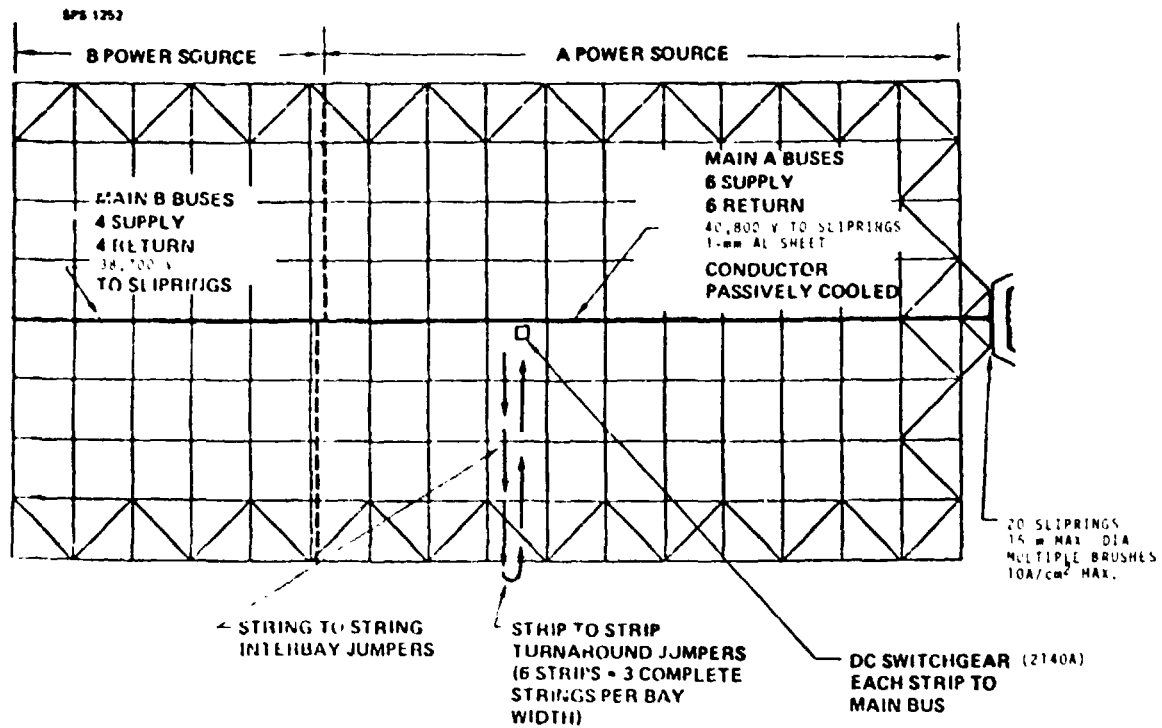 SPS 1252
B POWER SOURCE
A POWER SOURCE
MAIN B BUSES
4 SUPPLY
4 RETURN
38,700 V
TO SLIPRINGS
MAIN A BUSES
6 SUPPLY
6 RETURN
40,800 V TO SLIPRINGS
1-mm AL SHEET
CONDUCTOR
PASSIVELY COOLED
20 SLIPRINGS
MAX. DIA
MULTIPLE BRUSHES
10A/cm² MAX.
STRING TO STRING
INTERBAY JUMPERS
STRIP TO STRIP
TURNAROUND JUMPERS
(6 STRIPS = 3 COMPLETE
STRINGS PER BAY
WIDTH)
DC SWITCHGEAR (2140A)
EACH STRIP TO
MAIN BUS